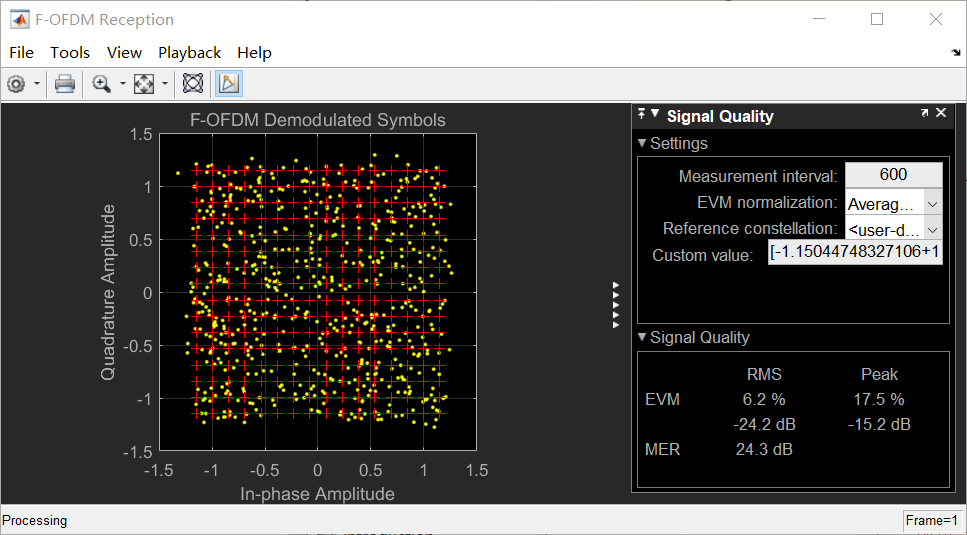 F-OFDM Reception
File Tools View Playback Help
F-OFDM Demodulated Symbols
1.5
1
0.5
0
-0.5
-1
-1.5
Quadrature Amplitude
-1.5 -1 -0.5 0 0.5 1 1.5
In-phase Amplitude
Signal Quality
Settings
Measurement interval: 600
EVM normalization: Averag...
Reference constellation: <user-d...
Custom value: [-1.15044748327106+1
Signal Quality
RMS Peak
EVM 6.2 % 17.5 %
-24.2 dB -15.2 dB
MER 24.3 dB
Processing
Frame=1